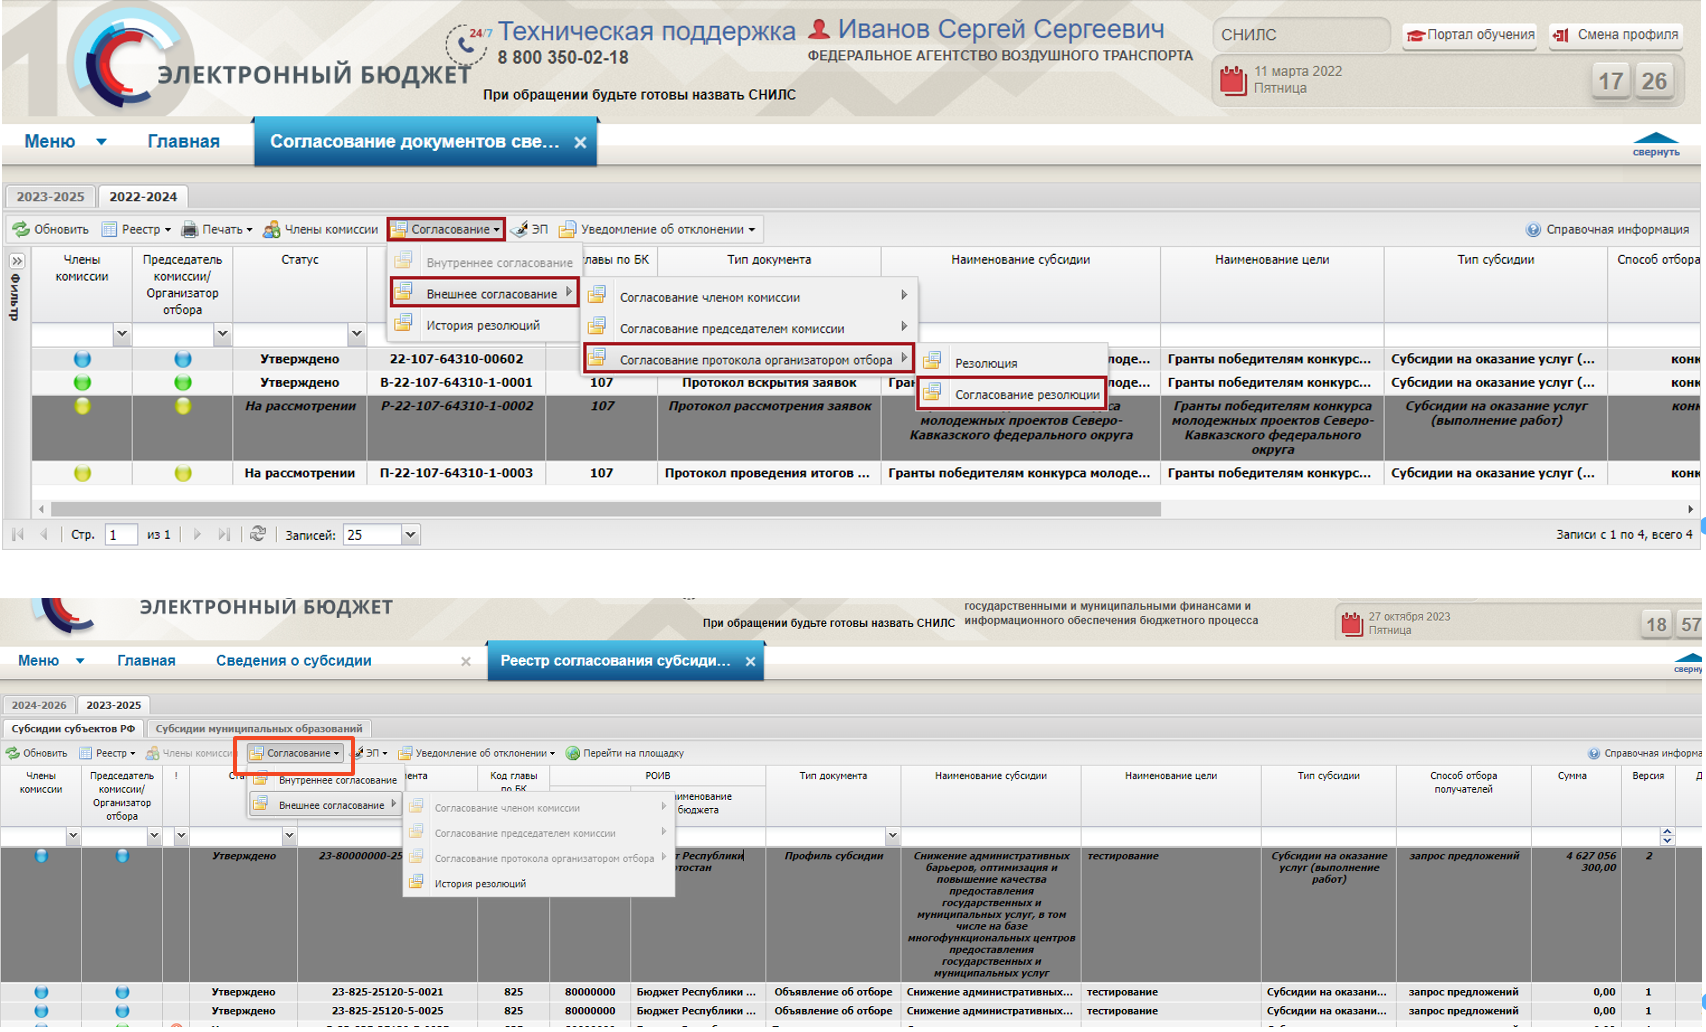 24/7 Техническая поддержка
8 800 350-02-18
При обращении будьте готовы назвать СНИЛС
ЭЛЕКТРОННЫЙ БЮДЖЕТ
Иванов Сергей Сергеевич
ФЕДЕРАЛЬНОЕ АГЕНТСТВО ВОЗДУШНОГО ТРАНСПОРТА
СНИЛС
Портал обучения
Смена профиля
11 марта 2022
Пятница
17 26
Меню Главная Согласование документов све...
свернуть
2023-2025 2022-2024
Обновить Реестр Печать Члены комиссии Согласование ЭП Уведомление об отклонении Справочная информация
Фильтр
Члены комиссии
Председатель комиссии/ Организатор отбора
Статус
лавы по БК
Тип документа
Наименование субсидии
Наименование цели
Тип субсидии
Способ отбора
Внутреннее согласование
Внешнее согласование
История резолюций
Согласование членом комиссии
Согласование председателем комиссии
Согласование протокола организатором отбора
Резолюция
Согласование резолюции
Утверждено 22-107-64310-00602 лоде... Гранты победителям конкурс... Субсидии на оказание услуг (...
Утверждено В-22-107-64310-1-0001 107 Протокол вскрытия заявок Гран лоде... Гранты победителям конкурс... Субсидии на оказание услуг (...
На рассмотрении Р-22-107-64310-1-0002 107 Протокол рассмотрения заявок
молодежных проектов Северо-
Кавказского федерального округа
Гранты победителям конкурса
молодежных проектов Северо-
Кавказского федерального
округа
Субсидии на оказание услуг
(выполнение работ)
конк
На рассмотрении П-22-107-64310-1-0003 107 Протокол проведения итогов ... Гранты победителям конкурса молоде... Гранты победителям конкурс... Субсидии на оказание услуг (... конк
Стр. 1 из 1 Записей: 25 Записи с 1 по 4, всего 4
ЭЛЕКТРОННЫЙ БЮДЖЕТ
При обращении будьте готовы назвать СНИЛС
государственными и муниципальными финансами и
информационного обеспечения бюджетного процесса
27 октября 2023
Пятница
18 57
Меню Главная Сведения о субсидии Реестр согласования субсиди...
сверну
2024-2026 2023-2025
Субсидии субъектов РФ Субсидии муниципальных образований
Обновить Реестр Члены комисси Согласование ЭП Уведомление об отклонении Перейти на площадку Справочная информа
Члены комиссии
Председатель комиссии/ Организатор отбора
!
Ста
ента
Код главы по БК
РОИВ
именование бюджета
Тип документа
Наименование субсидии
Наименование цели
Тип субсидии
Способ отбора получателей
Сумма
Версия
Внутреннее согласование
Внешнее согласование
Согласование членом комиссии
Согласование председателем комиссии
Согласование протокола организатором отбора
История резолюций
Утверждено 23-80000000-25 т Республики
тостан
Профиль субсидии
Снижение административных
барьеров, оптимизация и
повышение качества
предоставления
государственных и
муниципальных услуг, в том
числе на базе
многофункциональных центров
предоставления
государственных и
муниципальных услуг
тестирование
Субсидии на оказание
услуг (выполнение
работ)
запрос предложений
4 627 056
300,00
2
Утверждено 23-825-25120-5-0021 825 80000000 Бюджет Республики ... Объявление об отборе Снижение административных... тестирование Субсидии на оказани... запрос предложений 0,00 1
Утверждено 23-825-25120-5-0025 825 80000000 Бюджет Республики ... Объявление об отборе Снижение административных... тестирование Субсидии на оказани... запрос предложений 0,00 1